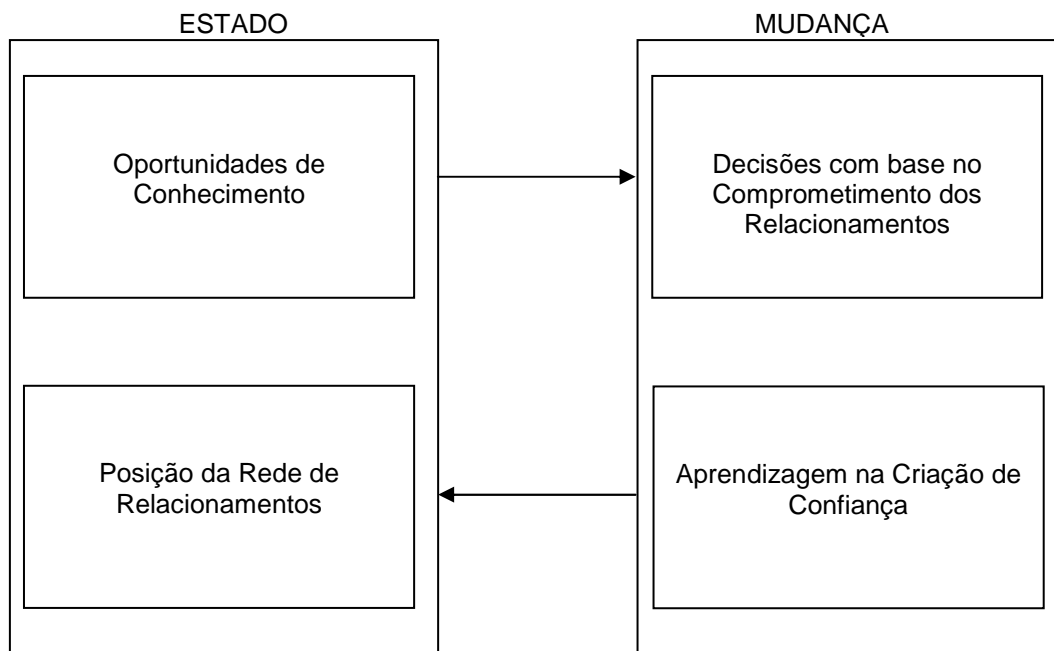 ESTADO
MUDANÇA
Oportunidades de
Conhecimento
Decisões com base no
Comprometimento dos
Relacionamentos
Posição da Rede de
Relacionamentos
Aprendizagem na Criação de
Confiança